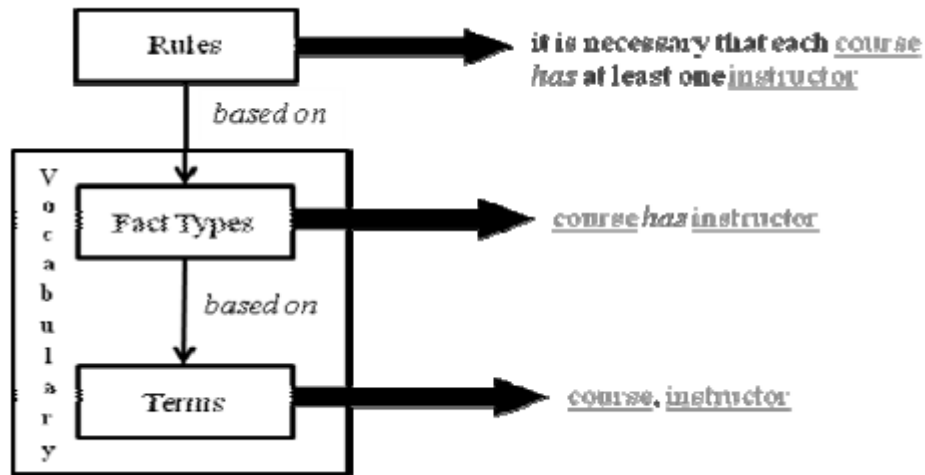 Rules
it is necessary that each course
has at least one instructor
based on
Vocabulary
Fact Types
course has instructor
based on
Terms
course, instructor